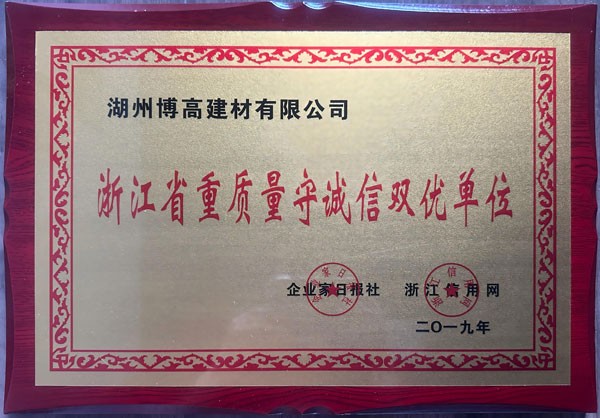 湖州博高建材有限公司
浙江省重质量守诚信双优单位
企业家日报社 浙江信用网
二〇一九年